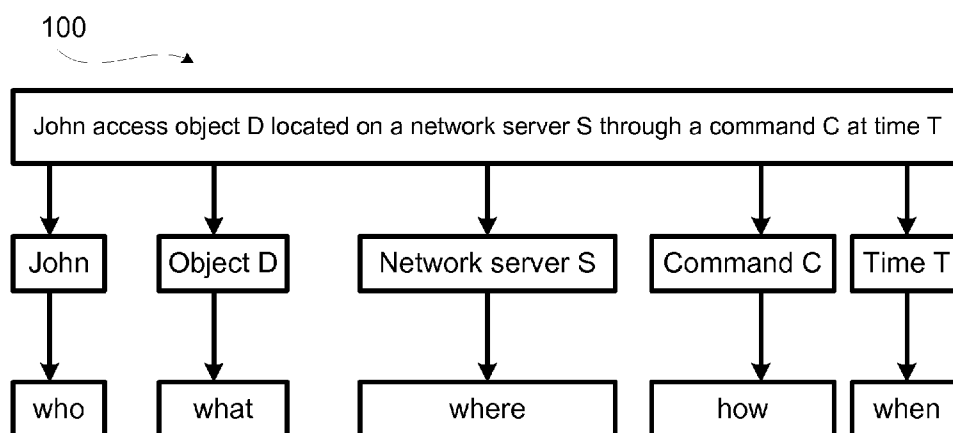 100
John access object D located on a network server S through a command C at time T
John Object D Network server S Command C Time T
who what where how when